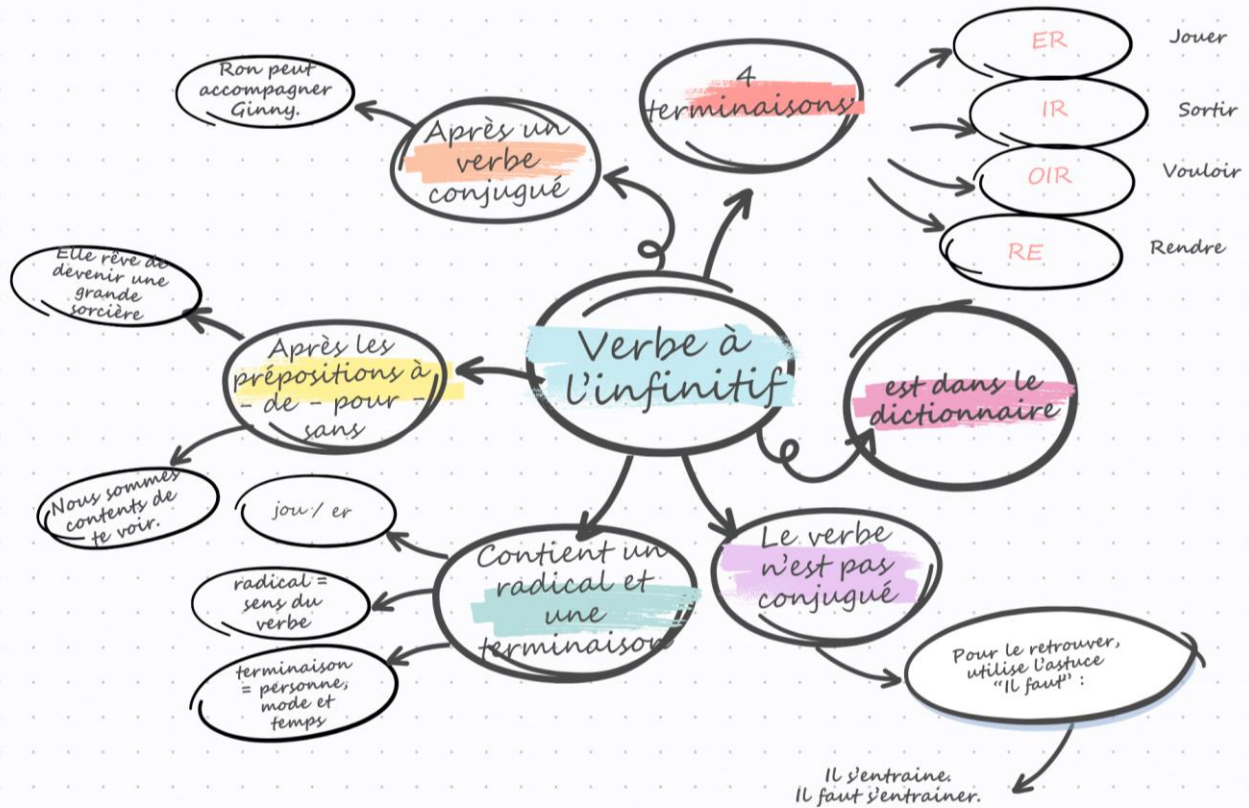 Verbe à
l'infinitif
4
terminaisons
ER
Jouer
IR
Sortir
OIR
Vouloir
RE
Rendre
est dans le
dictionnaire
Le verbe
n'est pas
conjugué
Pour le retrouver,
utilise l'astuce
"Il faut" :
Il s'entraine.
Il faut s'entrainer.
Contient un
radical et
une
terminaison
jou / er
radical =
sens du
verbe
terminaison
= personne,
mode et
temps
Après les
prépositions à
- de - pour -
sans
Elle rêve de
devenir une
grande
sorcière
Nous sommes
contents de
te voir.
Après un
verbe
conjugué
Ron peut
accompagner
Ginny.